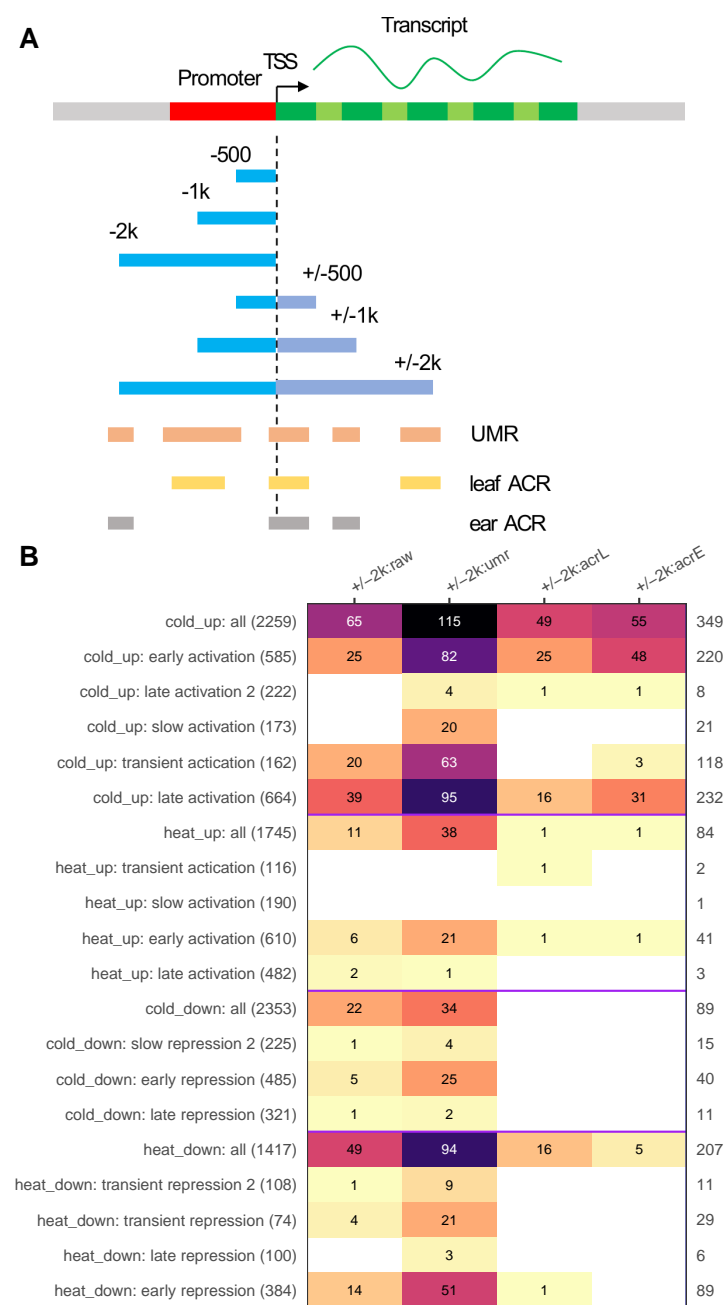 A
Transcript
TSS
Promoter
-500
-1k
-2k
+/-500
+/-1k
+/-2k
UMR
leaf ACR
ear ACR
B
+/−2k:raw +/−2k:umr +/−2k:acrL +/−2k:acrE
cold_up: all (2259) 65 115 49 55 349
cold_up: early activation (585) 25 82 25 48 220
cold_up: late activation 2 (222) 4 1 1 8
cold_up: slow activation (173) 20 21
cold_up: transient actication (162) 20 63 3 118
cold_up: late activation (664) 39 95 16 31 232
heat_up: all (1745) 11 38 1 1 84
heat_up: transient actication (116) 1 2
heat_up: slow activation (190) 1
heat_up: early activation (610) 6 21 1 1 41
heat_up: late activation (482) 2 1 3
cold_down: all (2353) 22 34 89
cold_down: slow repression 2 (225) 1 4 15
cold_down: early repression (485) 5 25 40
cold_down: late repression (321) 1 2 11
heat_down: all (1417) 49 94 16 5 207
heat_down: transient repression 2 (108) 1 9 11
heat_down: transient repression (74) 4 21 29
heat_down: late repression (100) 3 6
heat_down: early repression (384) 14 51 1 89